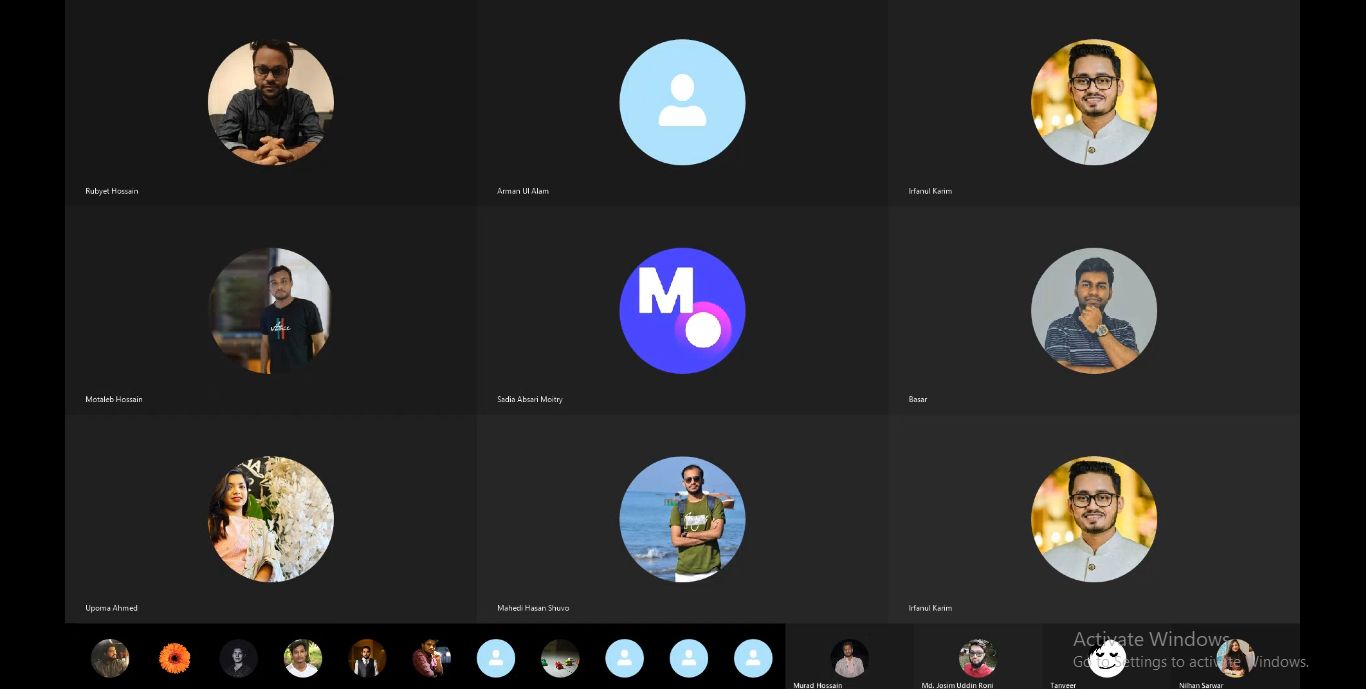 Rubyet Hossain
Arman Ul Alam
Irfanul Karim
Motaleb Hossain
M
Sadia Absari Moitry
Basar
Upoma Ahmed
Mahedi Hasan Shuvo
Irfanul Karim
Activate Windows
Go to Settings to activate Windows.
Murad Hossain
Md. Josim Uddin Roni
Tanveer
Nilhan Sarwar